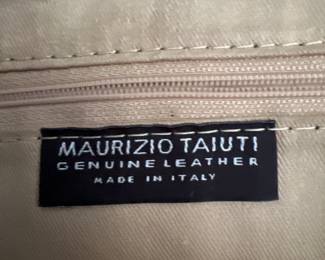 MAURIZIO TAIUTI
GENUINE LEATHER
MADE IN ITALY